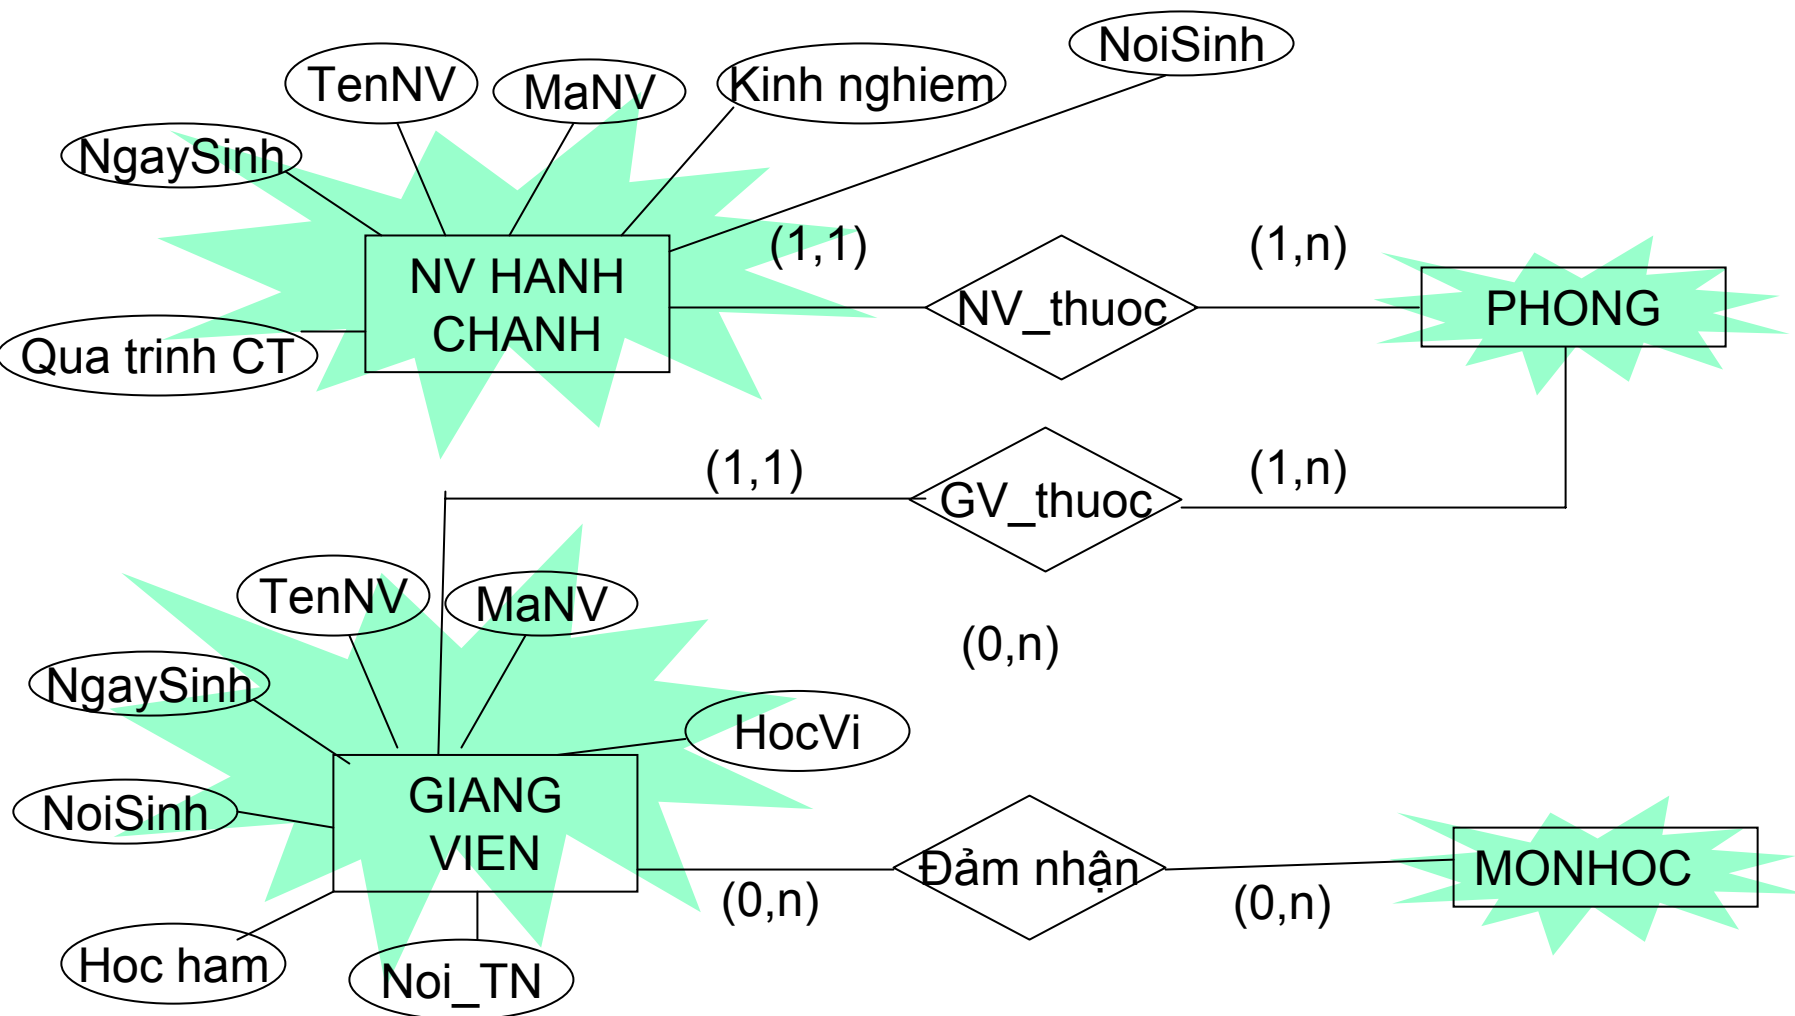 NoiSinh
TenNV
MaNV
Kinh nghiem
NgaySinh
(1,1)
(1,n)
NV HANH
CHANH
NV_thuoc
PHONG
Qua trinh CT
(1,1)
(1,n)
GV_thuoc
TenNV
MaNV
(0,n)
NgaySinh
HocVi
GIANG
VIEN
NoiSinh
Đảm nhận
MONHOC
(0,n)
(0,n)
Hoc ham
Noi_TN